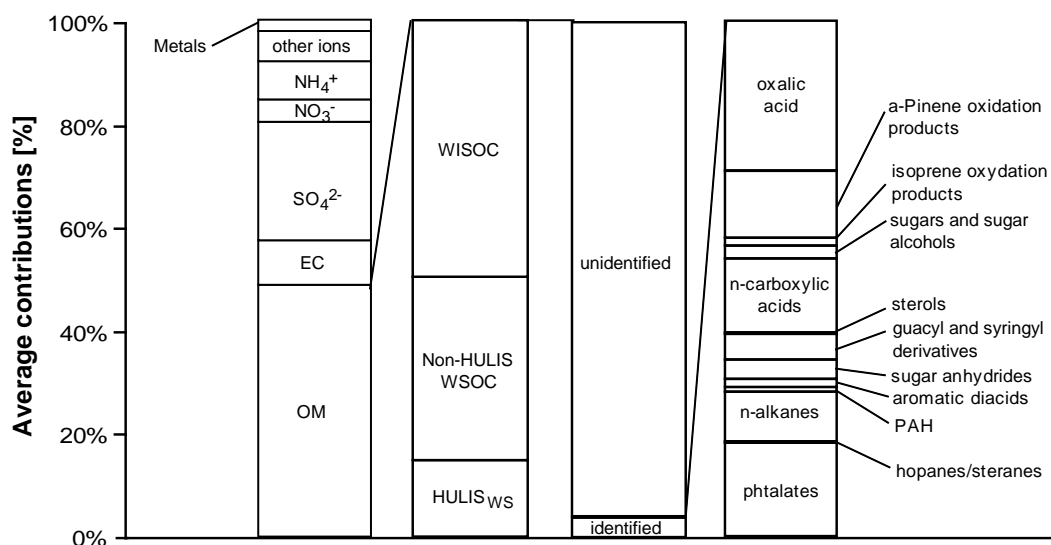 Average contributions [%]
100%
80%
60%
40%
20%
0%
Metals
other ions
NH4+
NO3-
SO42-
EC
OM
WISOC
Non-HULIS
WSOC
HULISWS
unidentified
identified
oxalic
acid
n-carboxylic
acids
n-alkanes
phtalates
a-Pinene oxidation
products
isoprene oxydation
products
sugars and sugar
alcohols
sterols
guacyl and syringyl
derivatives
sugar anhydrides
aromatic diacids
PAH
hopanes/steranes